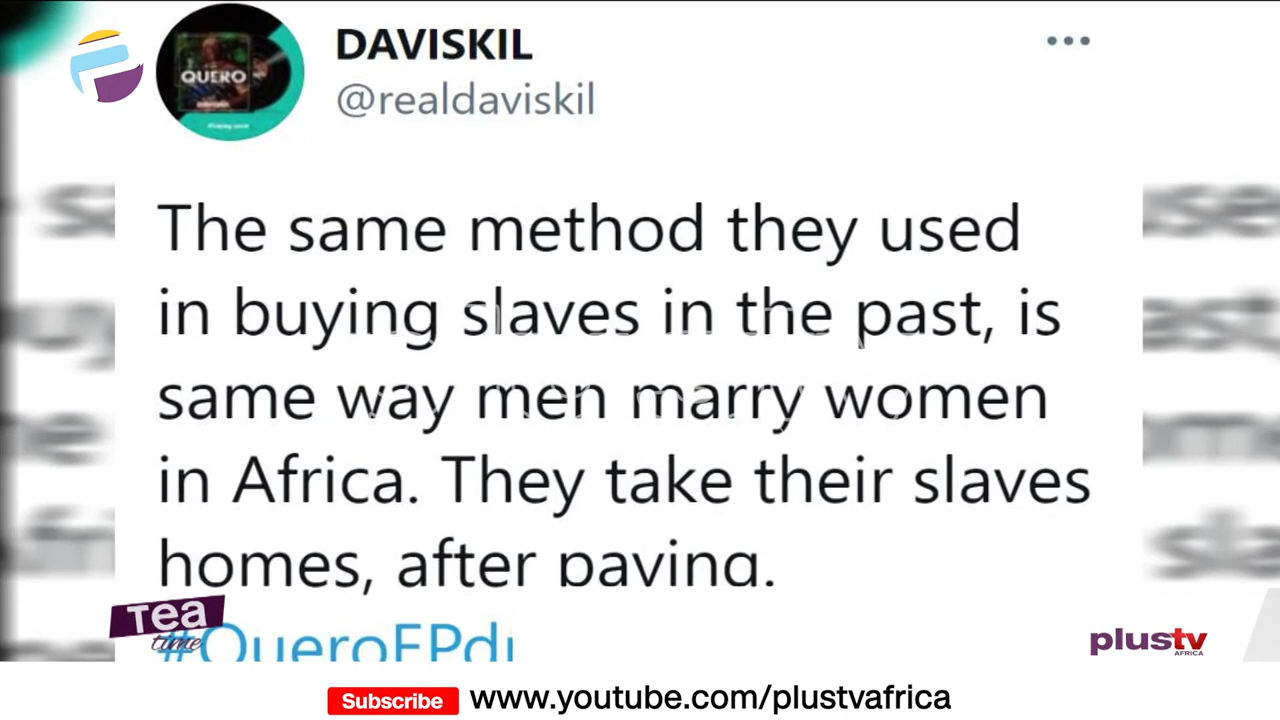 QUERO
DAVISKIL
@realdaviskil
The same method they used
in buying slaves in the past, is
same way men marry women
in Africa. They take their slaves
homes, after paying.
Tea
time
plustv
AFRICA
Subscribe www.youtube.com/plustvafrica